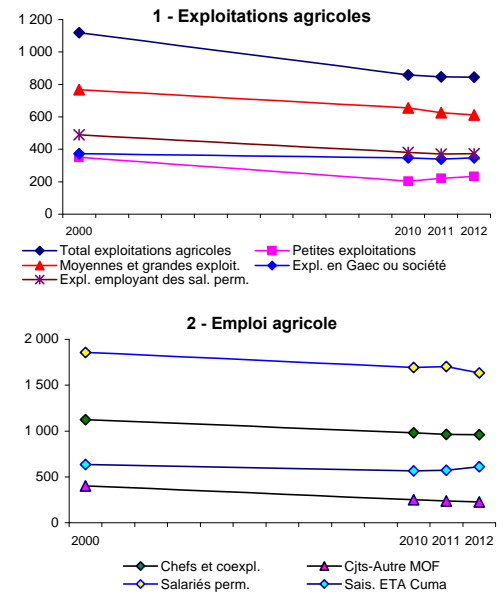 1 - Exploitations agricoles
1 200
1 000
800
600
400
200
0
2000 2010 2011 2012
Total exploitations agricoles Petites exploitations
Moyennes et grandes exploit. Expl. en Gaec ou société
Expl. employant des sal. perm.
2 - Emploi agricole
2 000
1 500
1 000
500
0
2000 2010 2011 2012
Chefs et coexpl. Cjts-Autre MOF
Salariés perm. Sais. ETA Cuma